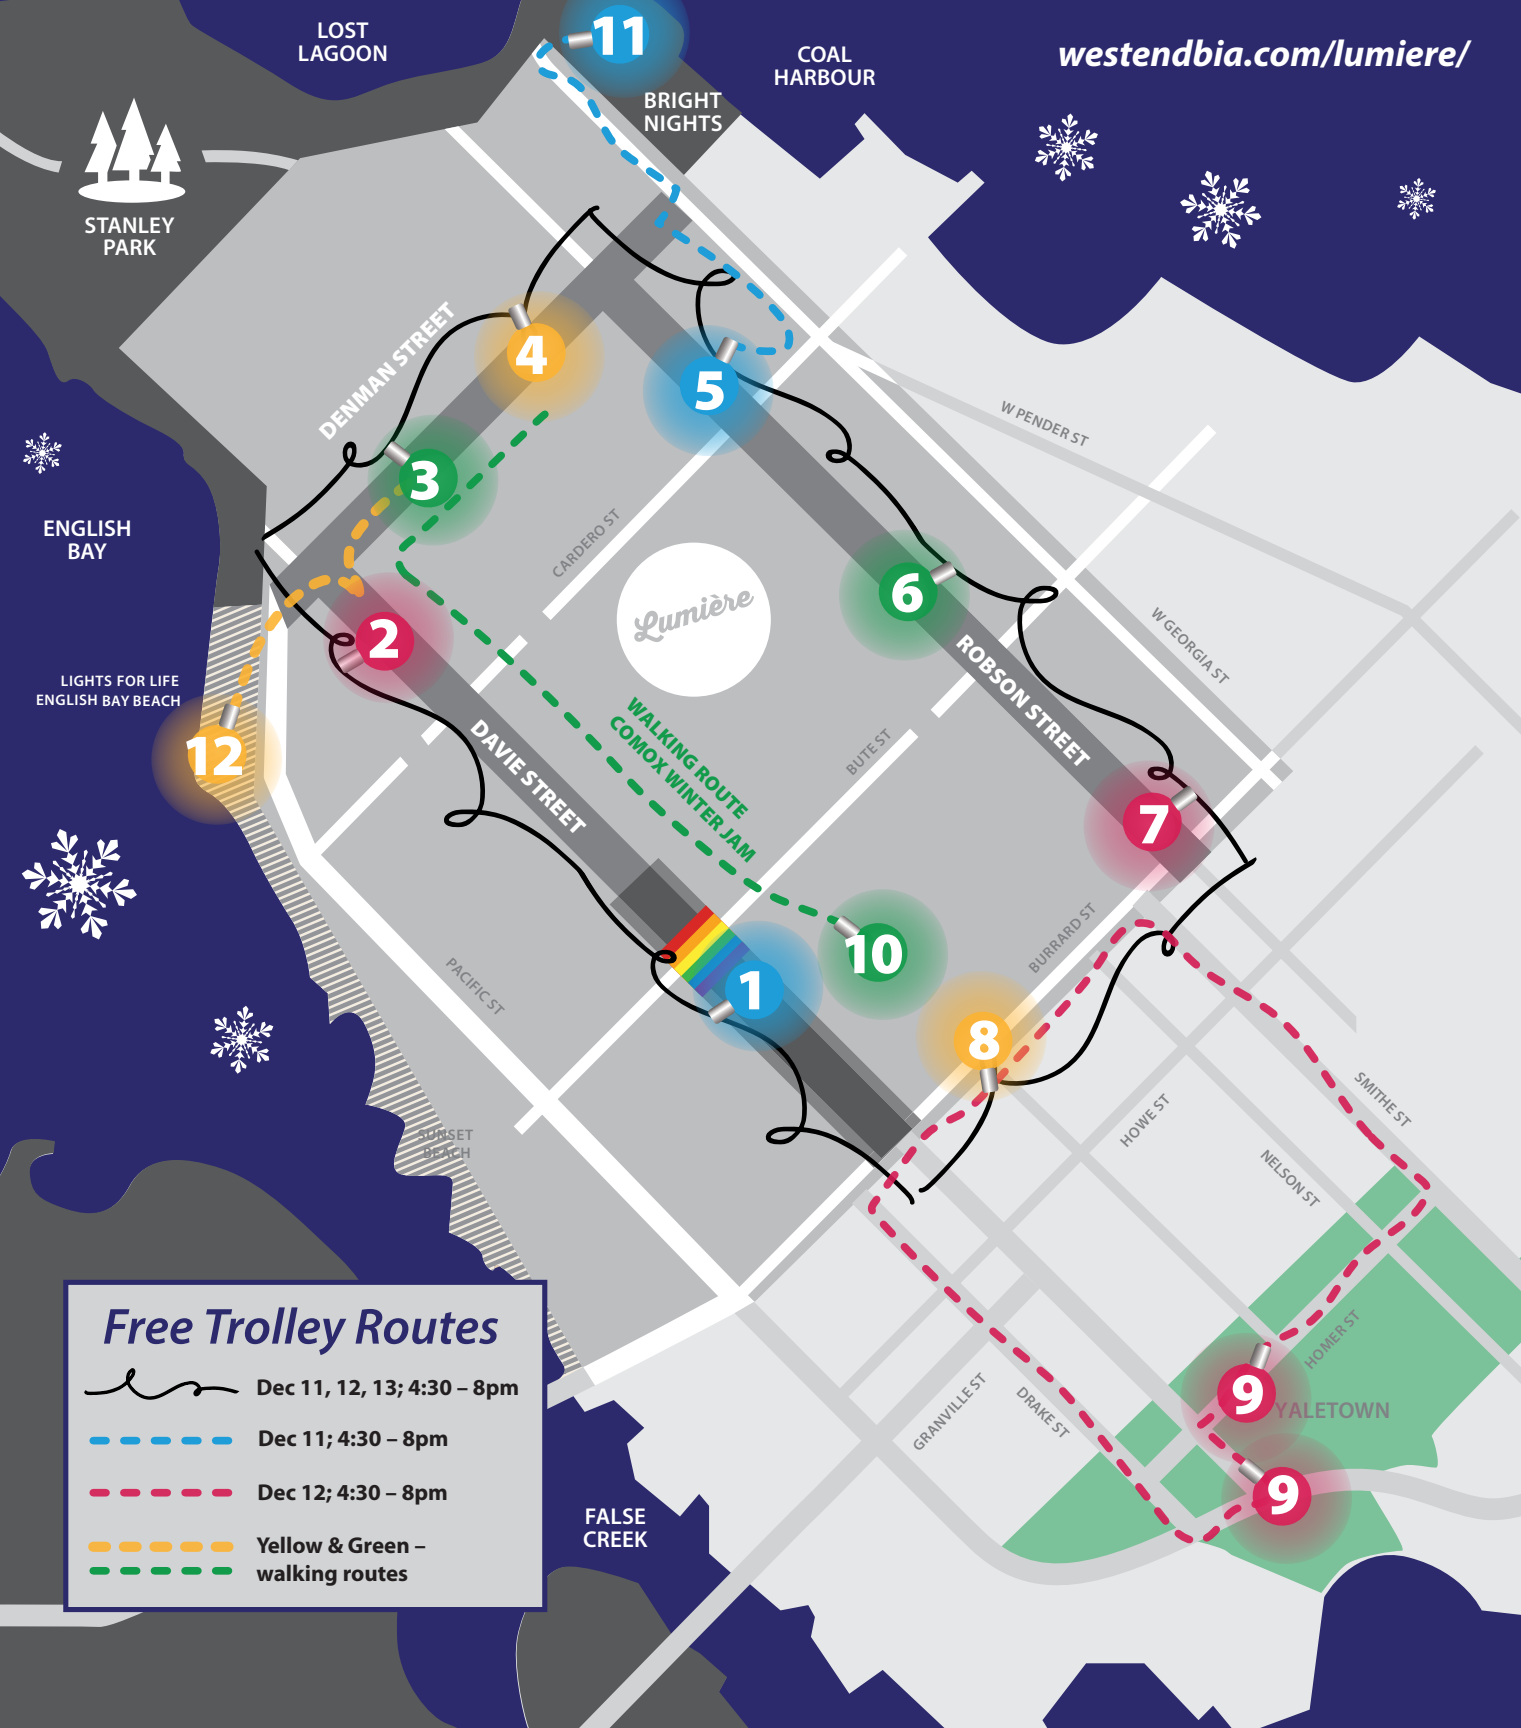 LOST
LAGOON
11
COAL
HARBOUR
westendbia.com/lumiere/
BRIGHT
NIGHTS
STANLEY
PARK
DENMAN STREET
4
5
W PENDER ST
3
ENGLISH
BAY
CARDERO ST
6
Lumière
2
W GEORGIA ST
ROBSON STREET
LIGHTS FOR LIFE
ENGLISH BAY BEACH
12
DAVIE STREET
WALKING ROUTE
COMOX WINTER JAM
BUTE ST
7
10
BURRARD ST
PACIFIC ST
1
8
SUNSET
BEACH
HOWE ST
SMITHE ST
NELSON ST
HOMER ST
9
YALETOWN
GRANVILLE ST
DRAKE ST
9
FALSE
CREEK
Free Trolley Routes
Dec 11, 12, 13; 4:30 – 8pm
Dec 11; 4:30 – 8pm
Dec 12; 4:30 – 8pm
Yellow & Green –
walking routes